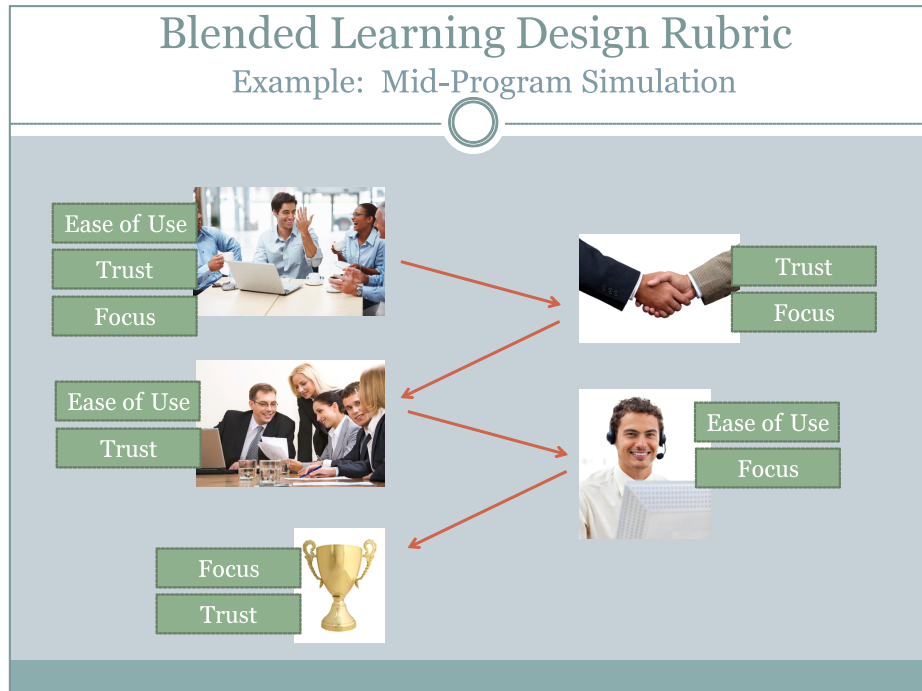 Blended Learning Design Rubric
Example:  Mid-Program Simulation
Ease of Use
Trust
Focus
Trust
Focus
Ease of Use
Trust
Ease of Use
Focus
Focus
Trust